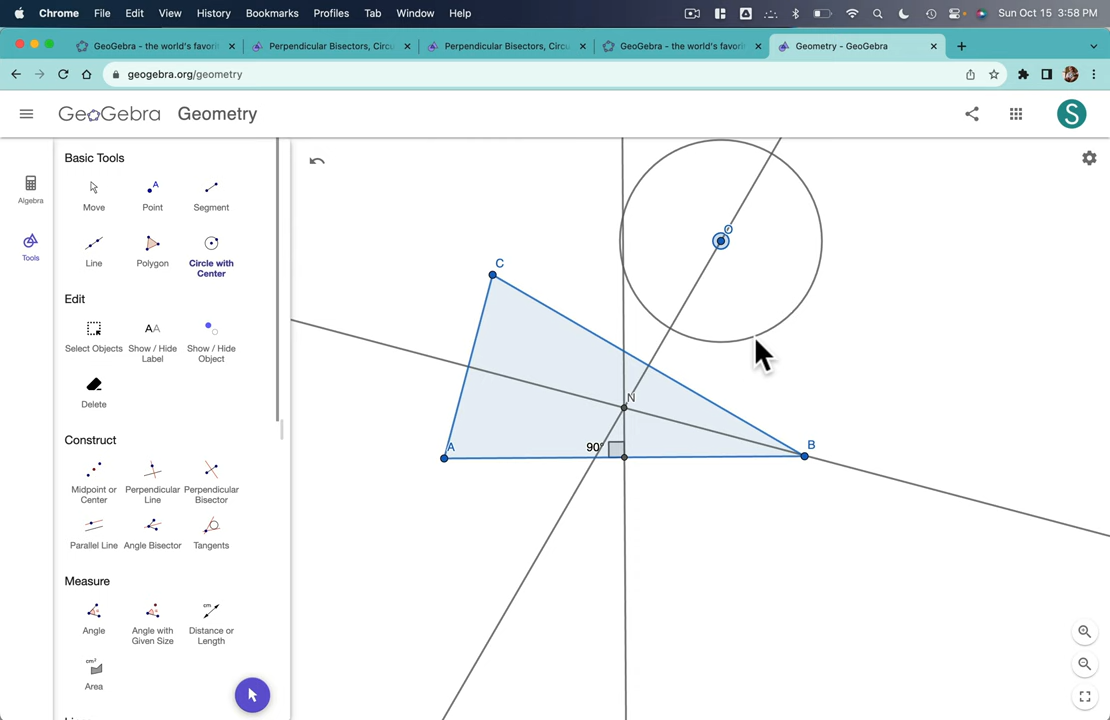 Chrome File Edit View History Bookmarks Profiles Tab Window Help Sun Oct 15 3:58 PM
GeoGebra - the world's favori Perpendicular Bisectors, Circu Perpendicular Bisectors, Circu GeoGebra - the world's favori Geometry - GeoGebra
geogebra.org/geometry
GeoGebra Geometry S
Algebra
Tools
Basic Tools
Move Point Segment
Line Polygon Circle with Center
Edit
Select Objects Show / Hide Label Show / Hide Object
Delete
Construct
Midpoint or Center Perpendicular Line Perpendicular Bisector
Parallel Line Angle Bisector Tangents
Measure
Angle Angle with Given Size Distance or Length
Area
C
O
N
A
90°
B